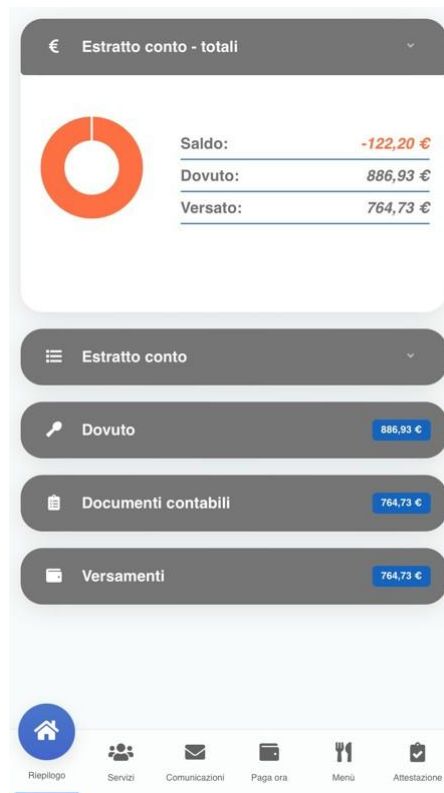 € Estratto conto - totali
Saldo: -122,20 €
Dovuto: 886,93 €
Versato: 764,73 €
Estratto conto
Dovuto 886,93 €
Documenti contabili 764,73 €
Versamenti 764,73 €
Riepilogo Servizi Comunicazioni Paga ora Menù Attestazione